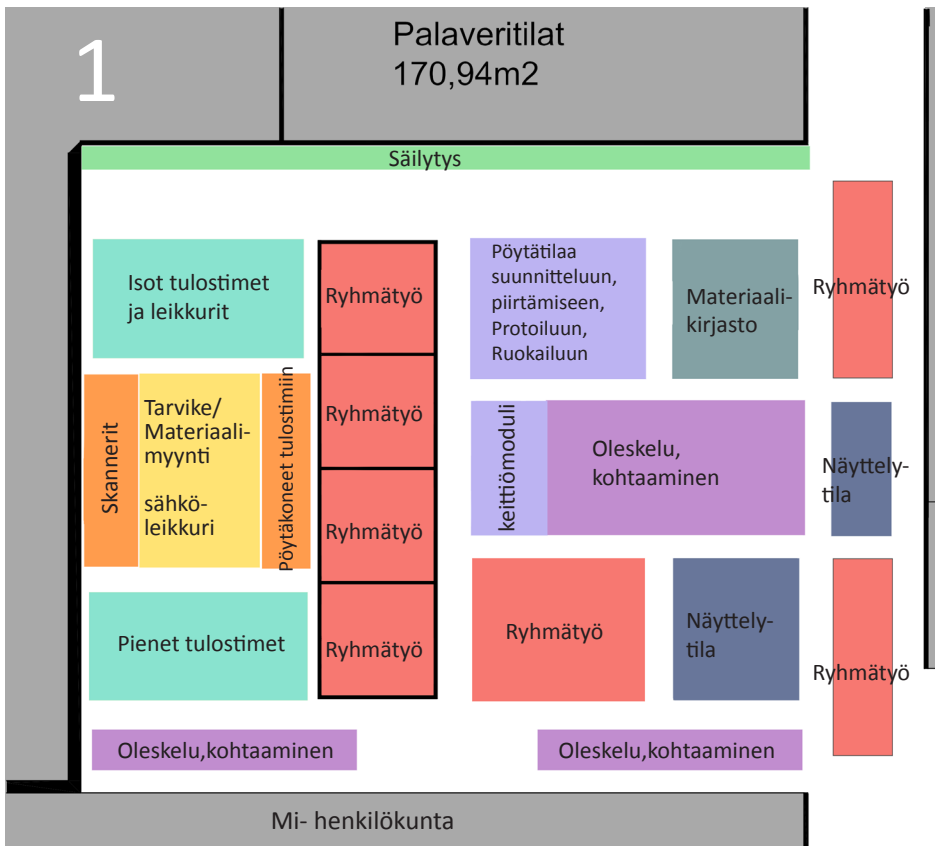 1
Palaveritilat
170,94m2
Säilytys
Isot tulostimet
ja leikkurit
Ryhmätyö
Pöytätilaa
suunnitteluun,
piirtämiseen,
Protoiluun,
Ruokailuun
Materiaali-
kirjasto
Ryhmätyö
Skannerit
Tarvike/
Materiaali-
myynti
sähkö-
leikkuri
Pöytäkoneet tulostimiin
Ryhmätyö
keittiömoduli
Oleskelu,
kohtaaminen
Näyttely-
tila
Ryhmätyö
Pienet tulostimet
Ryhmätyö
Ryhmätyö
Näyttely-
tila
Ryhmätyö
Oleskelu,kohtaaminen
Oleskelu,kohtaaminen
Mi- henkilökunta